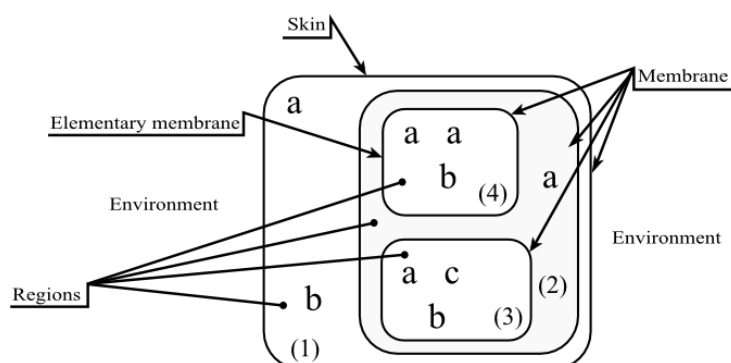 Skin
Membrane
a
Elementary membrane
a a
b
a
(4)
Environment
Environment
a c
(2)
Regions
b
b
(3)
(1)